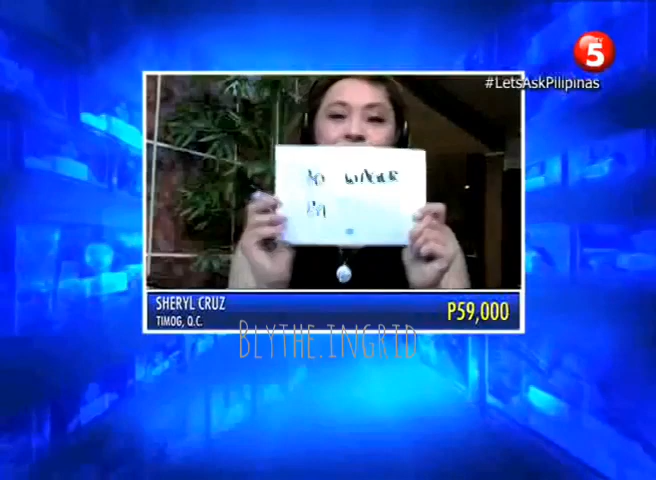 5
#LetsAskPilipinas
SHERYL CRUZ
P59,000
TIMOG, Q.C.
BLYTHE.INGRID